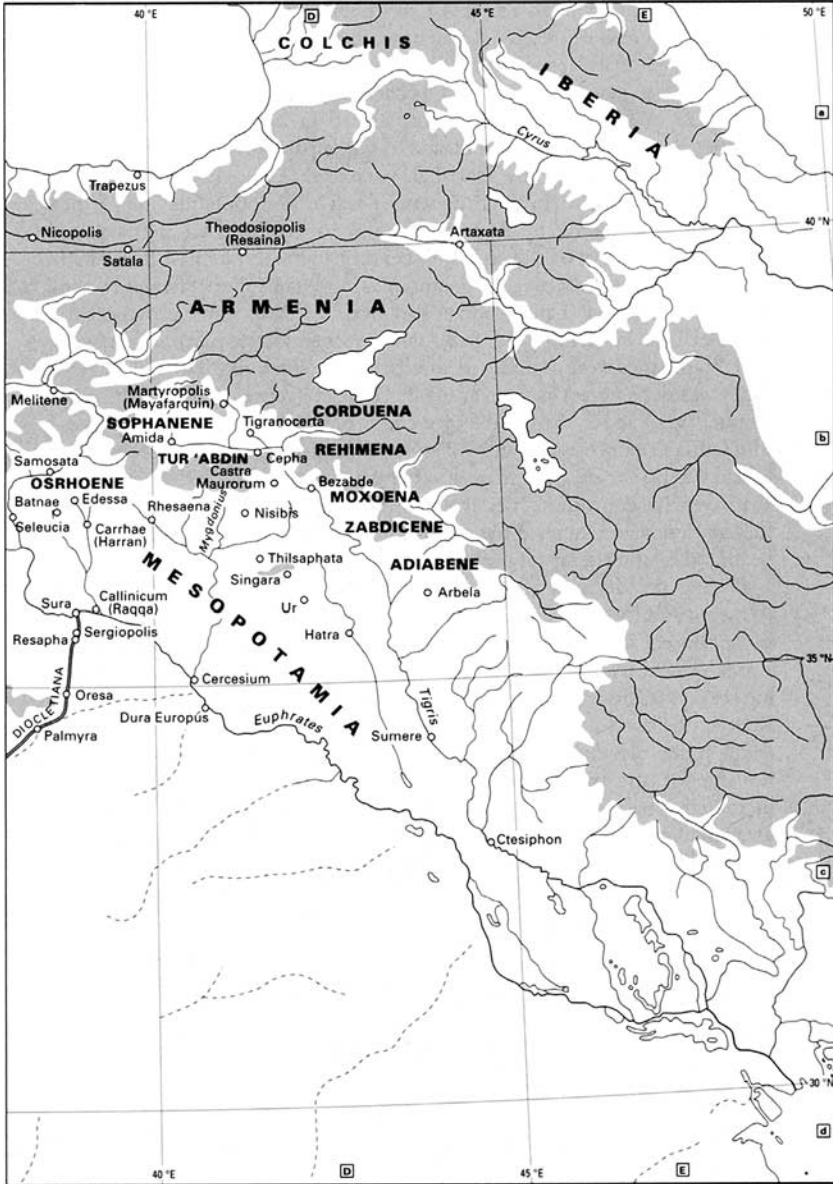 40 °E
D
45 °E
E
50 °E
COLCHIS
IBERIA
a
Cyrus
Trapezus
Nicopolis
Satala
Theodosiopolis
(Resaina)
Artaxata
40 °N
ARMENIA
Melitene
Martyropolis
(Mayafarquin)
SOPHANENE
Amida
Tigranocerta
CORDUENA
b
TUR 'ABDIN
Cepha
REHIMENA
Samosata
Castra
Maurorum
Bezabde
OSRHOENE
MOXOENA
Batnae
Edessa
Rhesaena
Mygdonius
Nisibis
Seleucia
Carrhae
(Harran)
ZABDICENE
Thilsaphata
ADIABENE
MESOPOTAMIA
Singara
Arbela
Callinicum
(Raqqa)
Sura
Ur
Resapha
Sergiopolis
Hatra
35 °N
Cercesium
DIOCLETIANA
Oresa
Tigris
Dura Europús
Euphrates
Palmyra
Sumere
Ctesiphon
c
30 °N
d
40 °E
D
45 °E
E